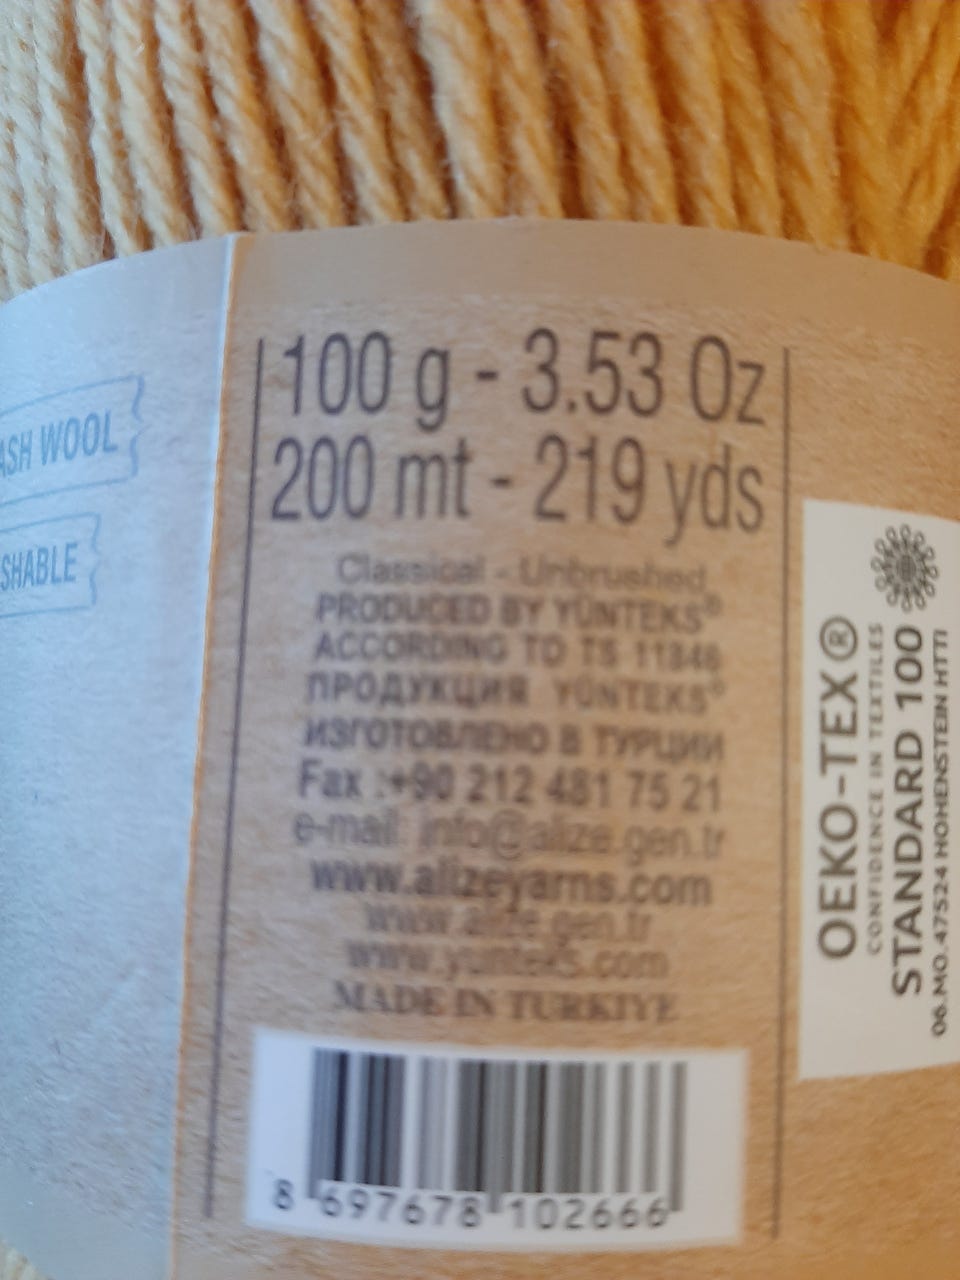 ASH WOOL
SHABLE
100 g - 3.53 Oz
200 mt - 219 yds
Classical - Unbrushed
PRODUCED BY YÜNTEKS®
ACCORDING TO TS 11846
ПРОДУКЦИЯ YÜNTEKS®
ИЗГОТОВЛЕНО В ТУРЦИИ
Fax :+90 212 481 75 21
e-mail: info@alize.gen.tr
www.alizeyarns.com
www.alize.gen.tr
www.yunteks.com
MADE IN TURKIYE
8 697678 102666
OEKO-TEX®
CONFIDENCE IN TEXTILES
STANDARD 100
06.MO.47524 HOHENSTEIN HTTI